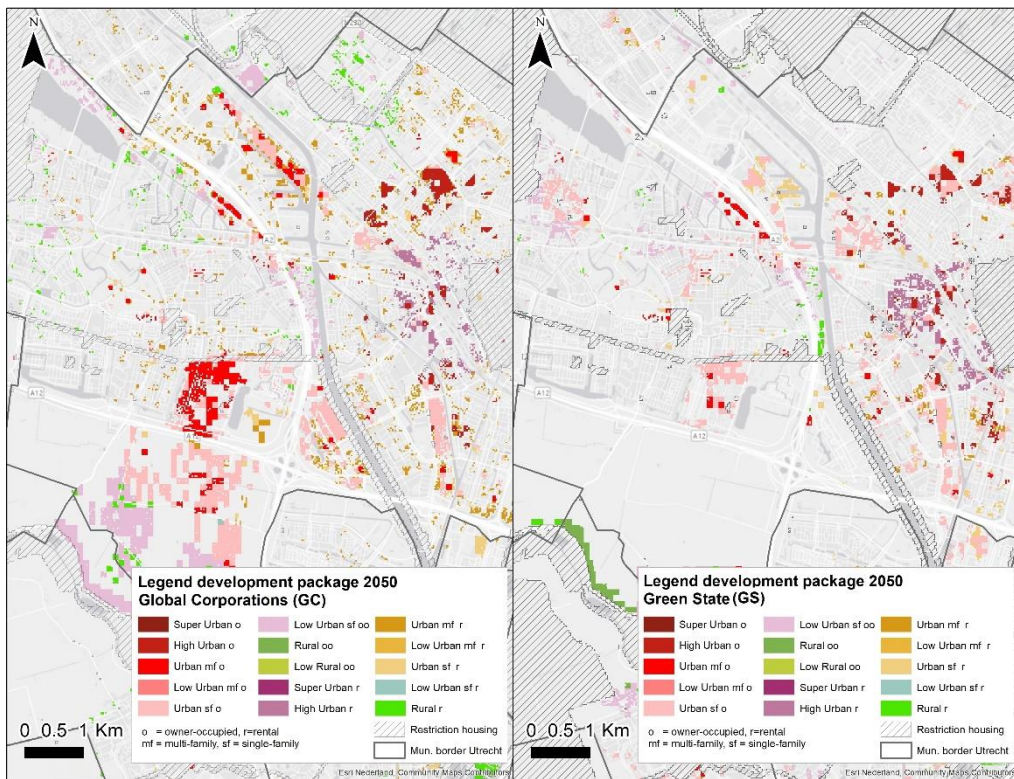 N
A2
A12
Legend development package 2050
Global Corporations (GC)
Super Urban o
High Urban o
Urban mf o
Low Urban mf o
Urban sf o
Low Urban sf oo
Rural oo
Low Rural oo
Super Urban r
High Urban r
Urban mf r
Low Urban mf r
Urban sf r
Low Urban sf r
Rural r
Restriction housing
Mun. border Utrecht
o = owner-occupied, r=rental
mf = multi-family, sf = single-family
0 0.5 1 Km
Esri Nederland, Community Maps Contributors
N
A2
A12
Legend development package 2050
Green State (GS)
Super Urban o
High Urban o
Urban mf o
Low Urban mf o
Urban sf o
Low Urban sf oo
Rural oo
Low Rural oo
Super Urban r
High Urban r
Urban mf r
Low Urban mf r
Urban sf r
Low Urban sf r
Rural r
Restriction housing
Mun. border Utrecht
o = owner-occupied, r=rental
mf = multi-family, sf = single-family
0 0.5 1 Km
Esri Nederland, Community Maps Contributors